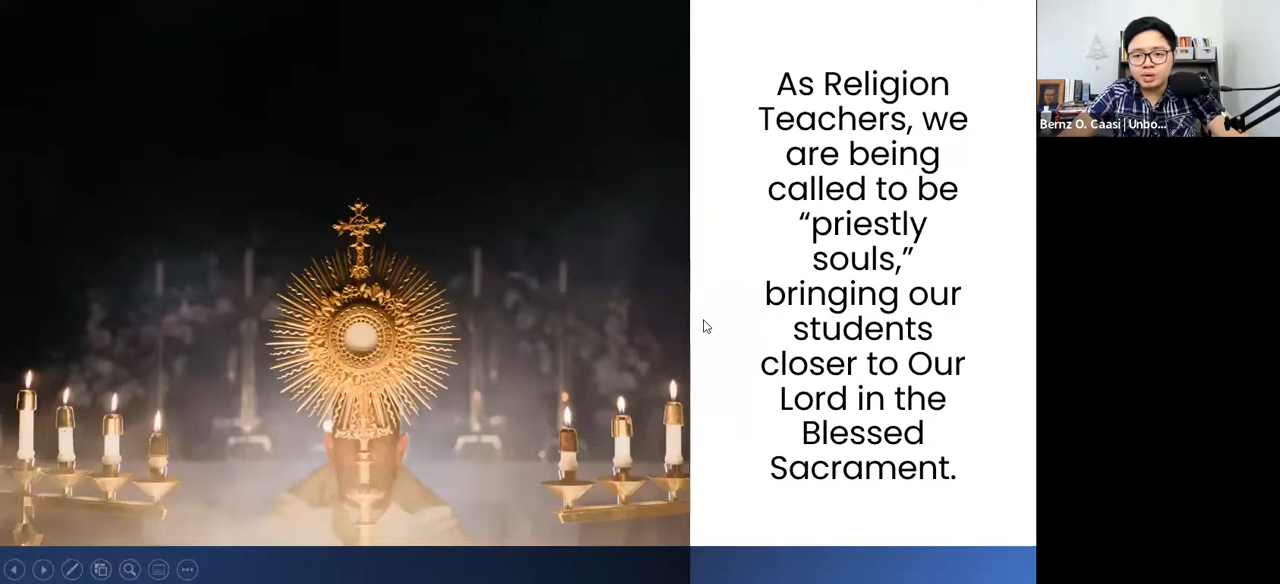 As Religion
Teachers, we
are being
called to be
“priestly
souls,”
bringing our
students
closer to Our
Lord in the
Blessed
Sacrament.
Bernz O. Caasi | Unbo...